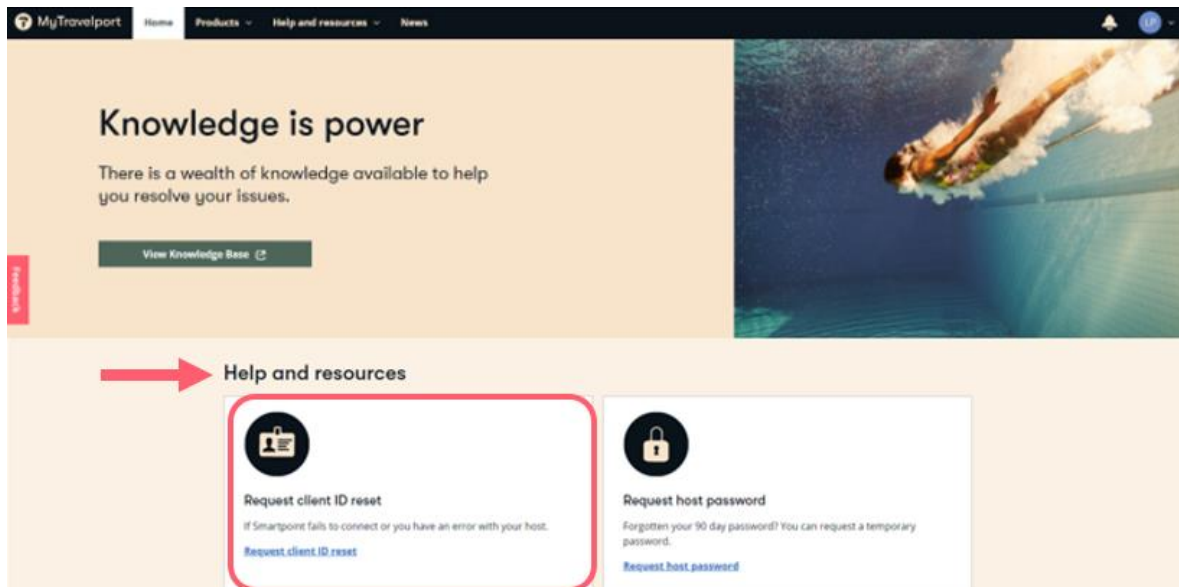 MyTravelport Home Products Help and resources News LP
Knowledge is power
There is a wealth of knowledge available to help
you resolve your issues.
View Knowledge Base
Feedback
Help and resources
Request client ID reset
If Smartpoint fails to connect or you have an error with your host.
Request client ID reset
Request host password
Forgotten your 90 day password? You can request a temporary
password.
Request host password